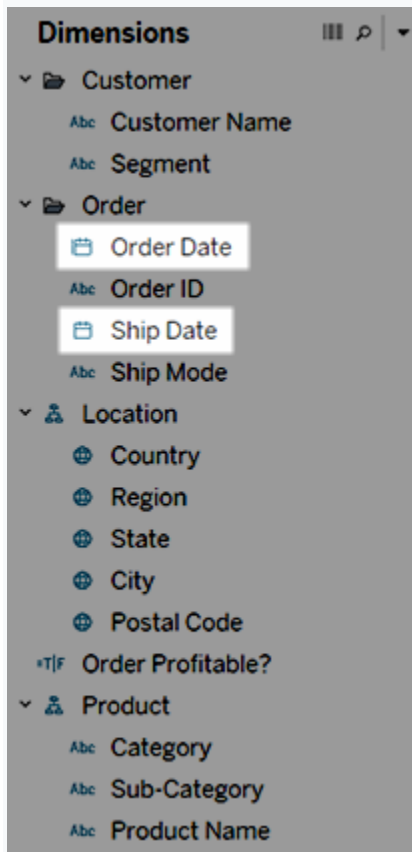 Dimensions
Customer
Abc Customer Name
Abc Segment
Order
Order Date
Abc Order ID
Ship Date
Abc Ship Mode
Location
Country
Region
State
City
Postal Code
=T|F Order Profitable?
Product
Abc Category
Abc Sub-Category
Abc Product Name